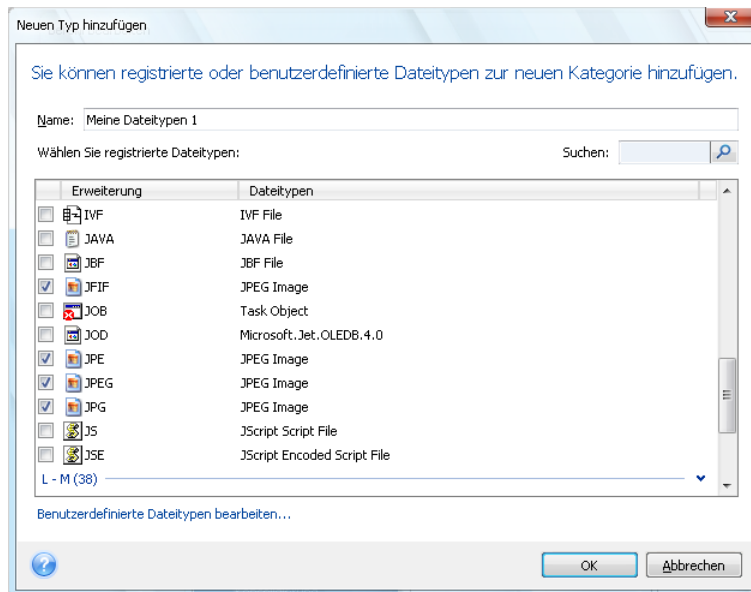 Neuen Typ hinzufügen
Sie können registrierte oder benutzerdefinierte Dateitypen zur neuen Kategorie hinzufügen.
Name: Meine Dateitypen 1
Wählen Sie registrierte Dateitypen: Suchen:
Erweiterung Dateitypen
IVF IVF File
JAVA JAVA File
JBF JBF File
JFIF JPEG Image
JOB Task Object
JOD Microsoft.Jet.OLEDB.4.0
JPE JPEG Image
JPEG JPEG Image
JPG JPEG Image
JS JScript Script File
JSE JScript Encoded Script File
L - M (38)
Benutzerdefinierte Dateitypen bearbeiten...
OK Abbrechen